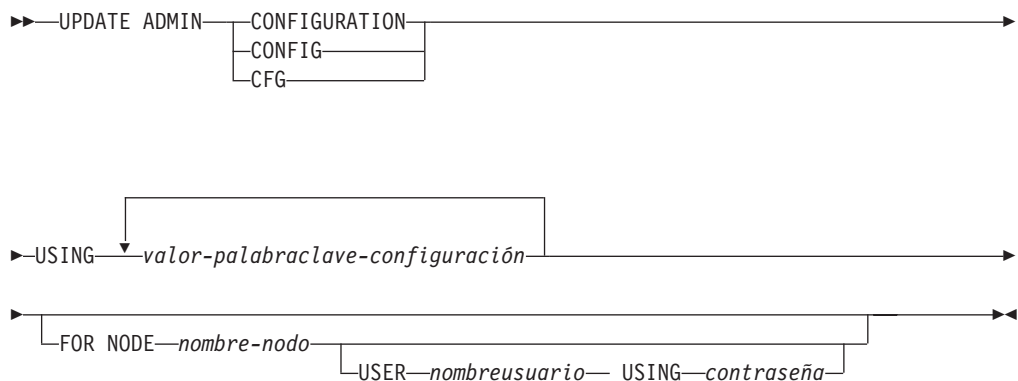 UPDATE ADMIN CONFIGURATION
CONFIG
CFG
USING valor-palabraclave-configuración
FOR NODE nombre-nodo
USER nombreusuario USING contraseña